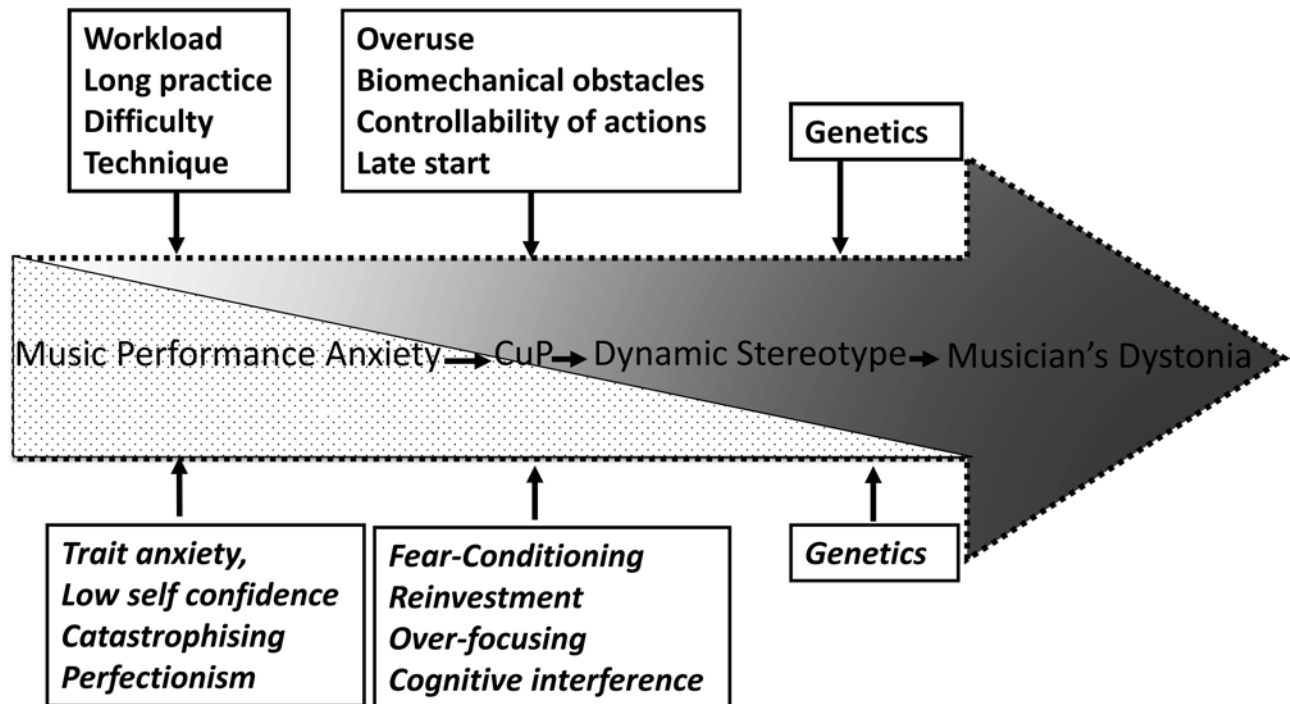 Workload
Long practice
Difficulty
Technique
Overuse
Biomechanical obstacles
Controllability of actions
Late start
Genetics
Music Performance Anxiety CuP Dynamic Stereotype Musician's Dystonia
Trait anxiety,
Low self confidence
Catastrophising
Perfectionism
Fear-Conditioning
Reinvestment
Over-focusing
Cognitive interference
Genetics